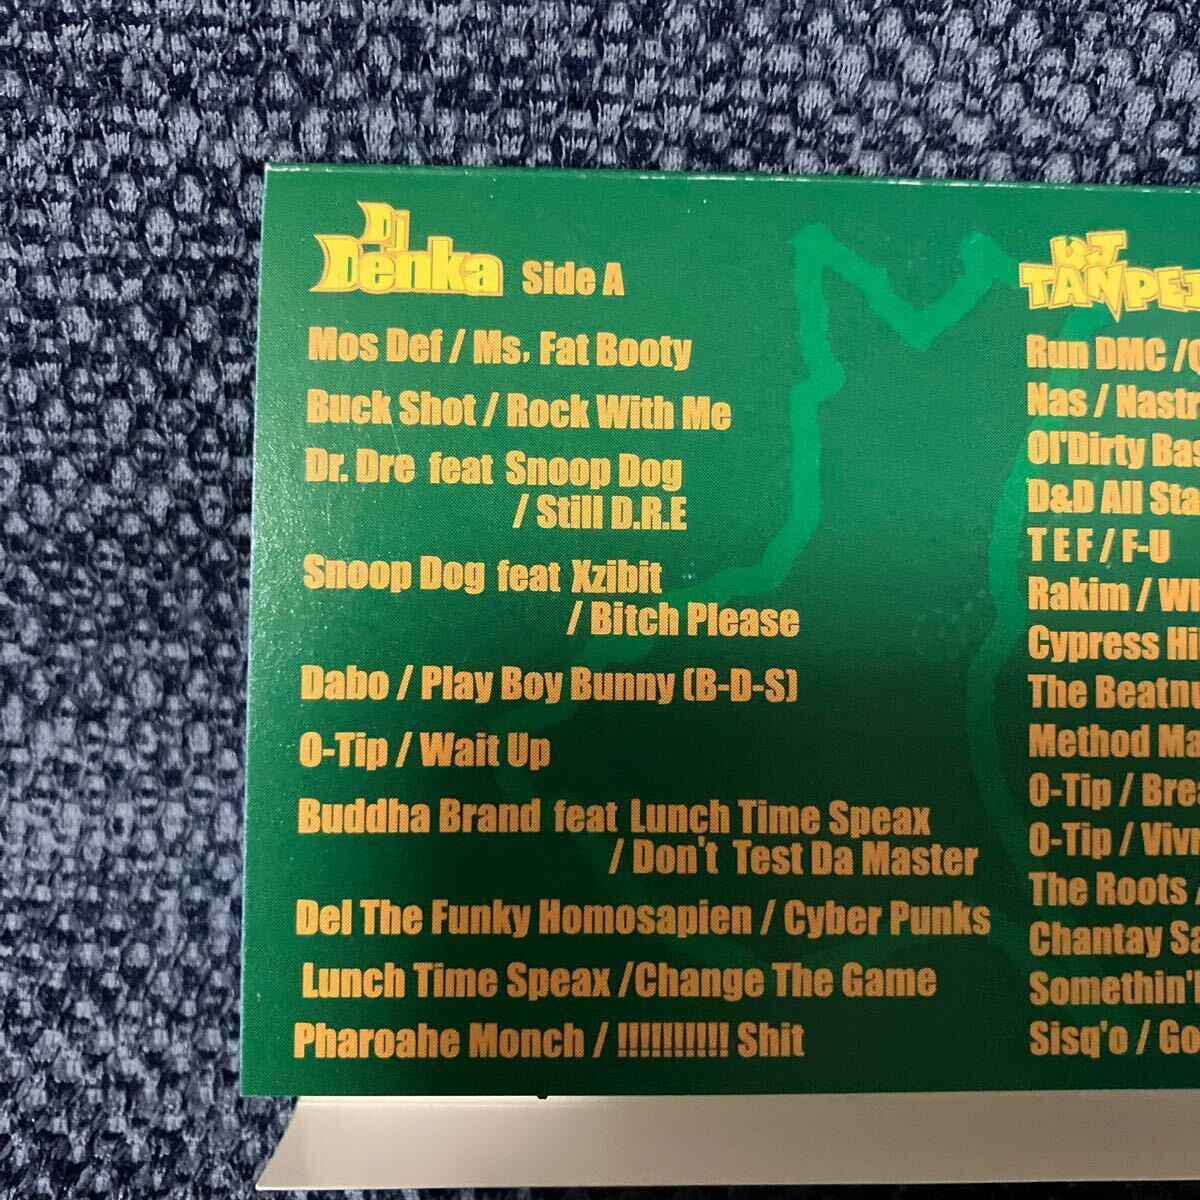 DJ
Denka Side A
Mos Def / Ms, Fat Booty
Buck Shot / Rock With Me
Dr. Dre feat Snoop Dog
/ Still D.R.E
Snoop Dog feat Xzibit
/ Bitch Please
Dabo / Play Boy Bunny (B-D-S)
O-Tip / Wait Up
Buddha Brand feat Lunch Time Speax
/ Don't Test Da Master
Del The Funky Homosapien / Cyber Punks
Lunch Time Speax /Change The Game
Pharoahe Monch / !!!!!!!!!! Shit
DJ
TANPEI
Run DMC /
Nas /
Ol'Dirty
D&D All
T E F / F-U
Rakim /
Cypress
The
Method
O-Tip /
O-Tip /
The Roots /
Chantay
Somethin'
Sisq'o /